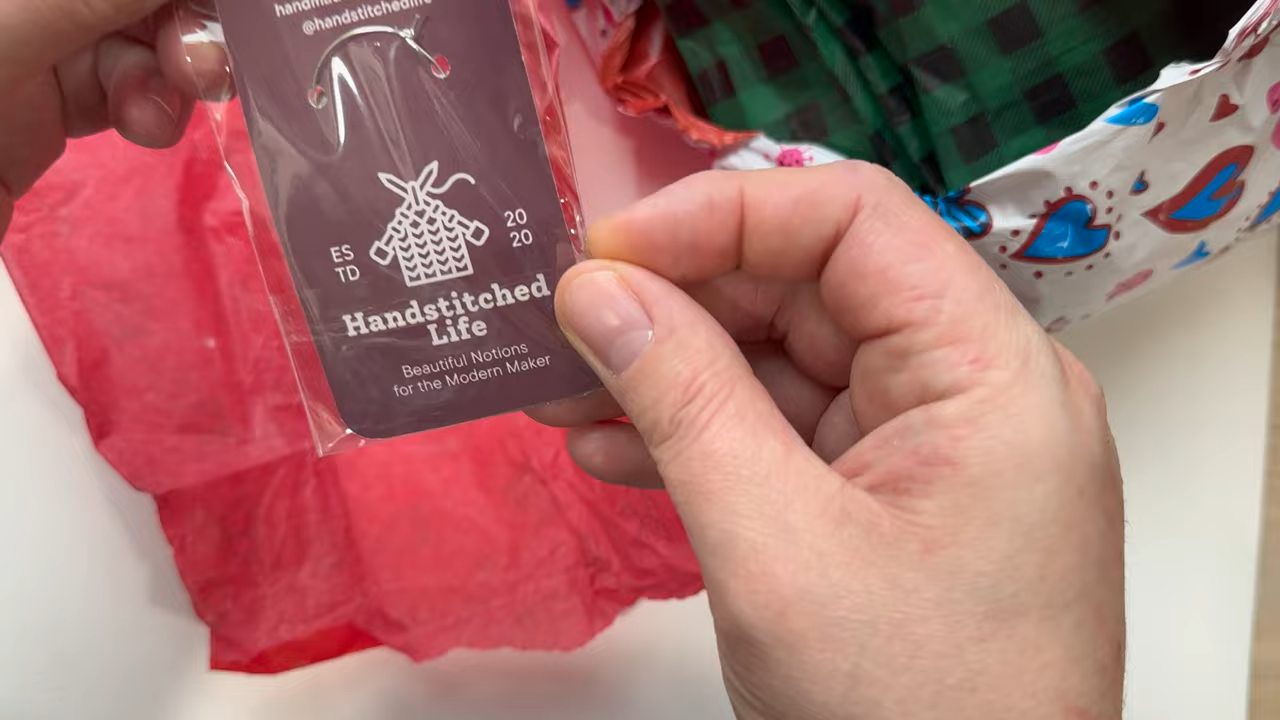 @handstitchedlife
ES
TD
20
20
Handstitched
Life
Beautiful Notions
for the Modern Maker